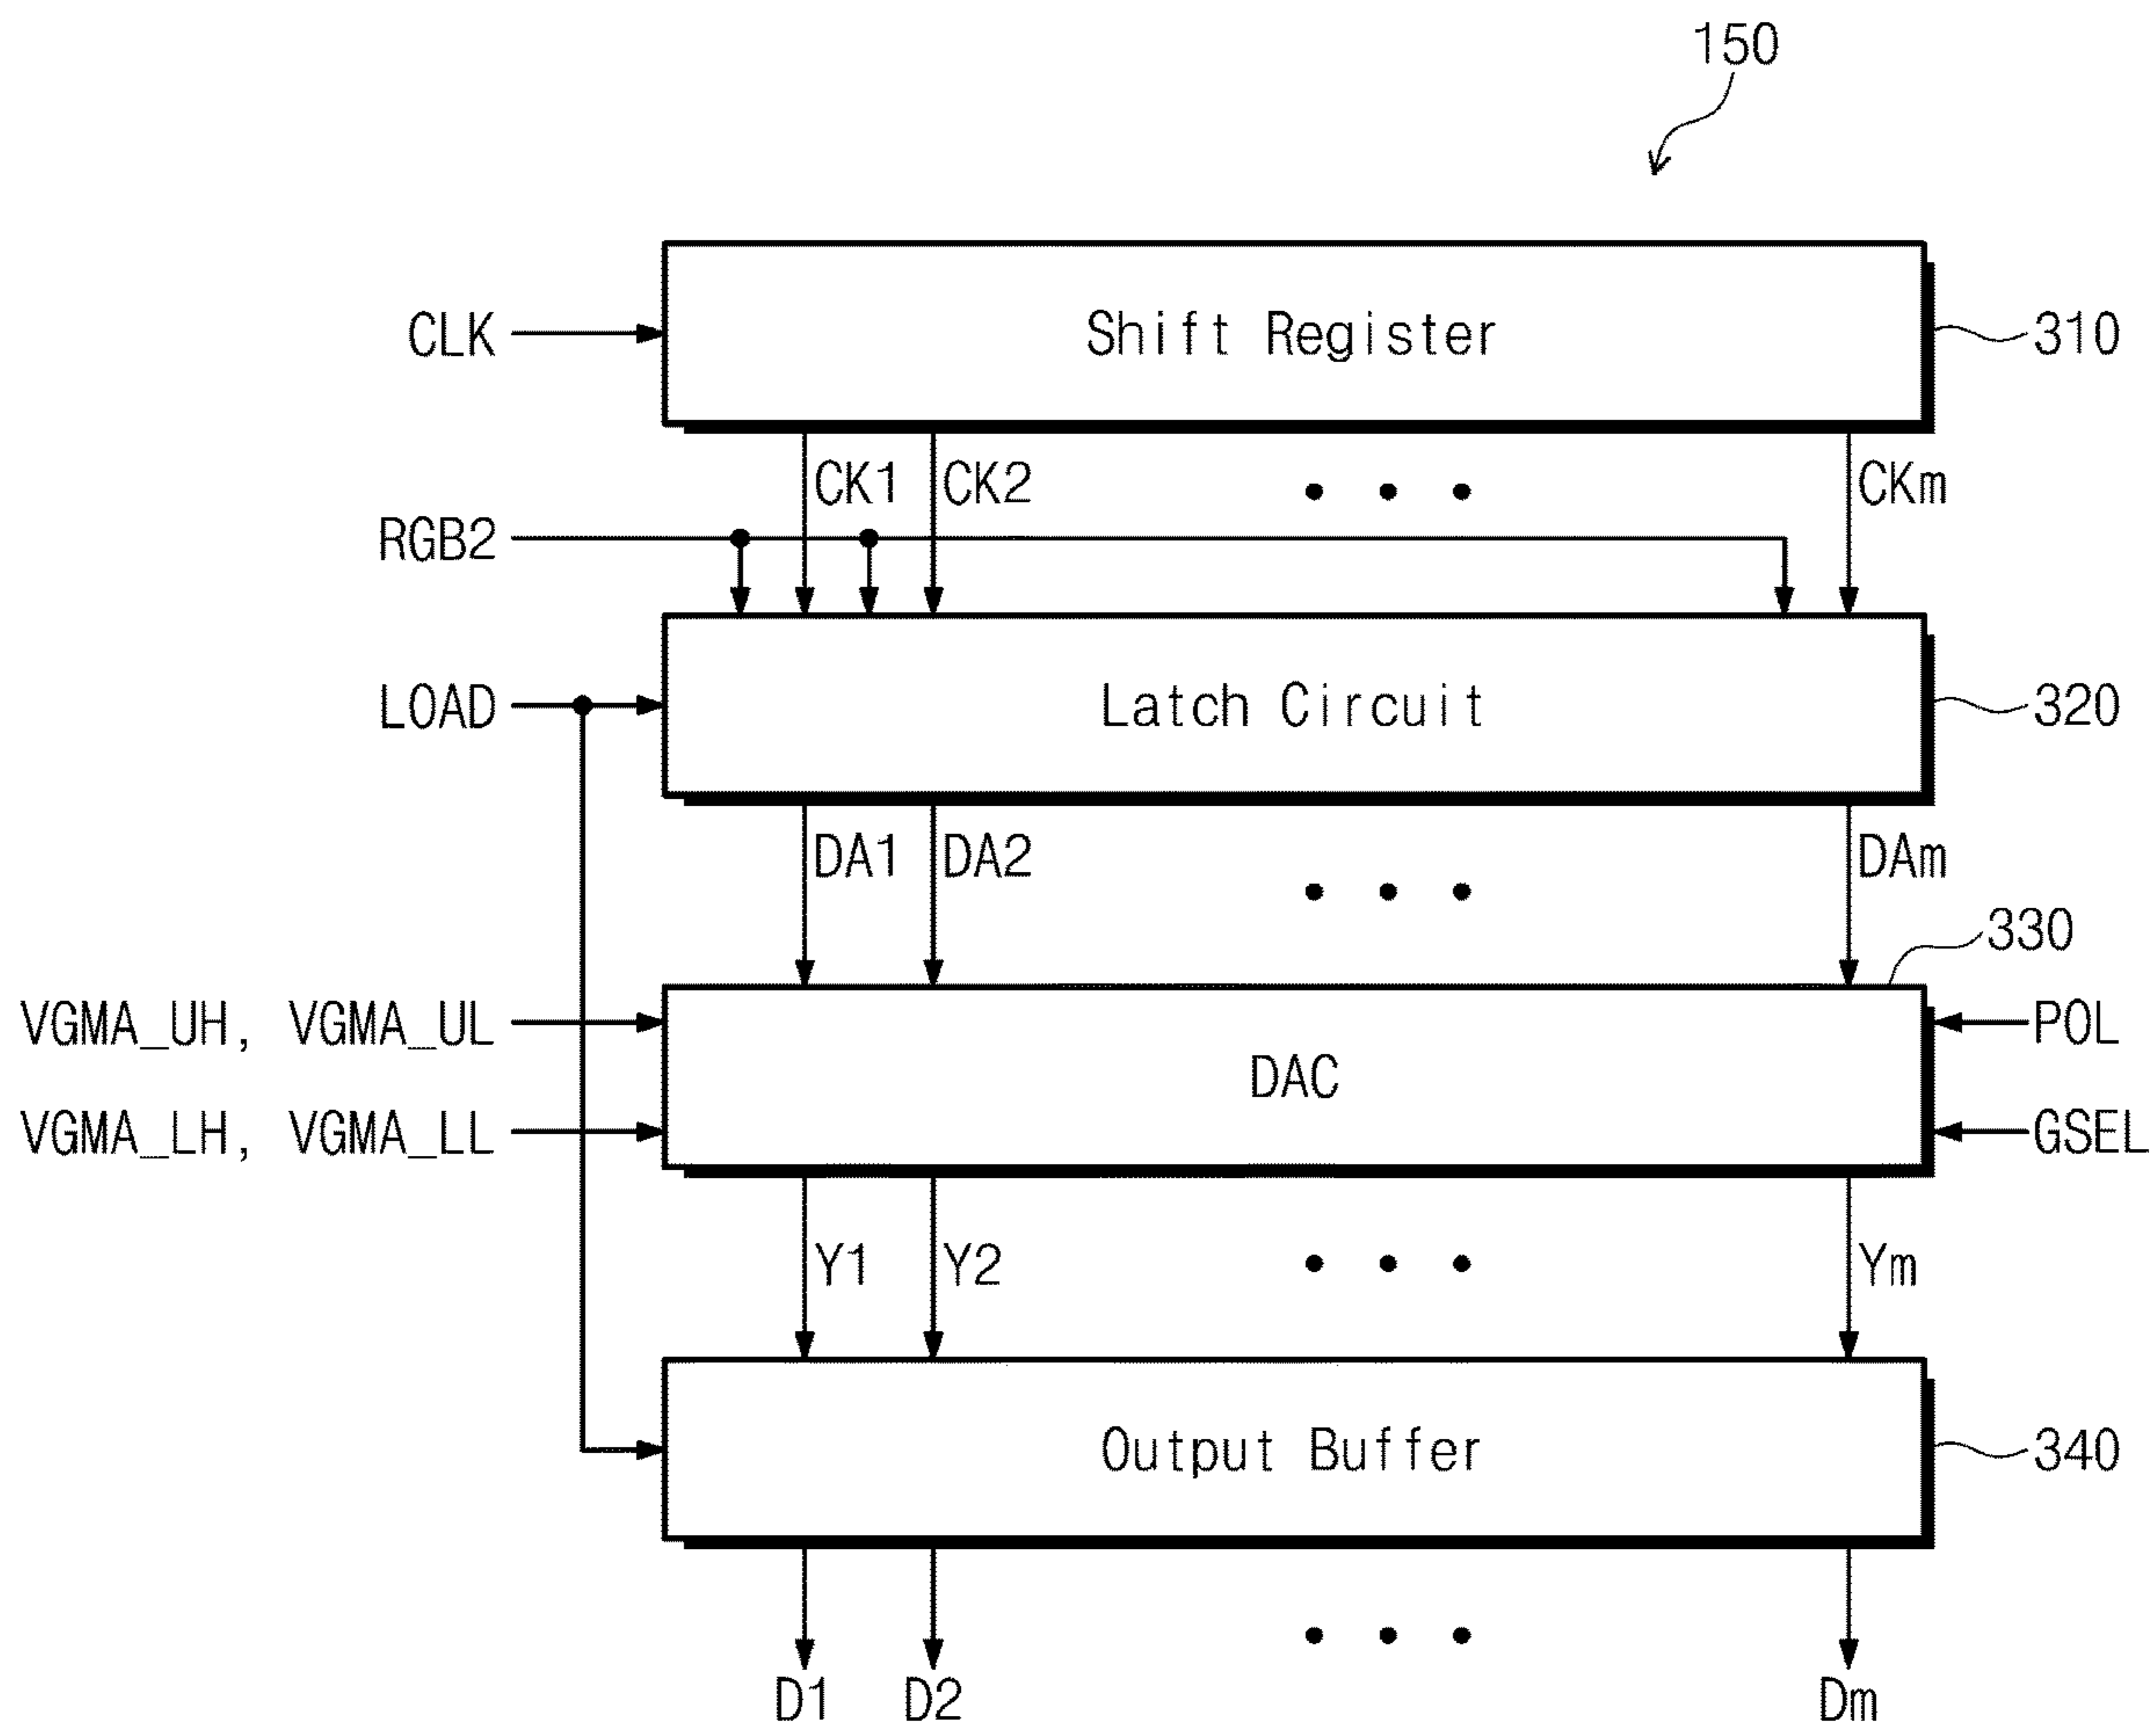 150
CLK
Shift Register
310
CK1
CK2
CKm
RGB2
LOAD
Latch Circuit
320
DA1
DA2
DAm
330
VGMA_UH, VGMA_UL
POL
DAC
VGMA_LH, VGMA_LL
GSEL
Y1
Y2
Ym
Output Buffer
340
D1
D2
Dm